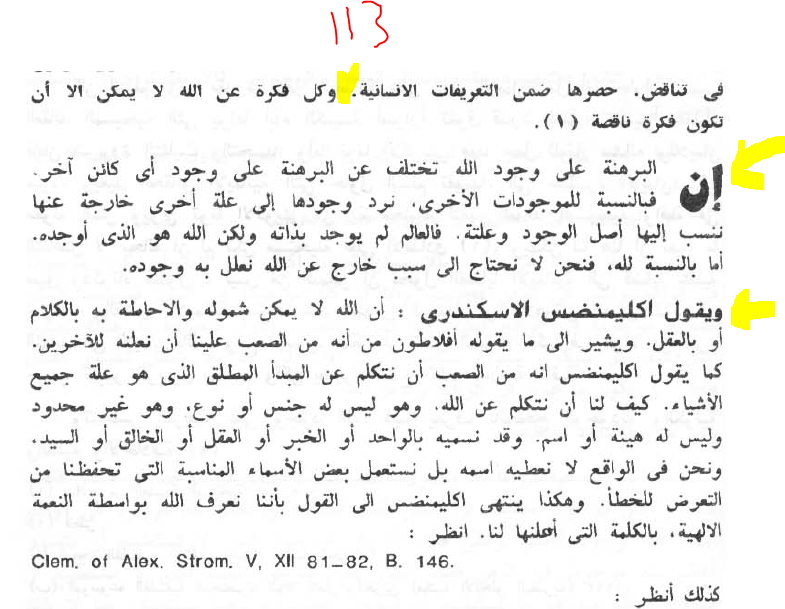 113
فى تناقض. حصرها ضمن التعريفات الانسانية. وكل فكرة عن الله لا يمكن الا أن
تكون فكرة ناقصة (١).
إن البرهنة على وجود الله تختلف عن البرهنة على وجود أى كائن آخر.
فبالنسبة للموجودات الأخرى، نرد وجودها إلى علة أخرى خارجة عنها
ننسب إليها أصل الوجود وعلتة. فالعالم لم يوجد بذاته ولكن الله هو الذى أوجده.
أما بالنسبة لله، فنحن لا نحتاج الى سبب خارج عن الله نعلل به وجوده.
ويقول اكليمنضس الاسكندرى : أن الله لا يمكن شموله والاحاطة به بالكلام
أو بالعقل. ويشير الى ما يقوله أفلاطون من أنه من الصعب علينا أن نعلنه للآخرين.
كما يقول اكليمنضس انه من الصعب أن نتكلم عن المبدأ المطلق الذى هو علة جميع
الأشياء. كيف لنا أن نتكلم عن الله. وهو ليس له جنس أو نوع، وهو غير محدود
وليس له هيئة أو اسم. وقد نسميه بالواحد أو الخبر أو العقل أو الخالق أو السيد،
ونحن فى الواقع لا نعطيه اسمه بل نستعمل بعض الأسماء المناسبة التى تحفظنا من
التعرض للخطأ. وهكذا ينتهى اكليمنضس الى القول بأننا نعرف الله بواسطة النعمة
الالهية، بالكلمة التى أعلنها لنا. انظر :
Clem. of Alex. Strom. V, XII 81–82, B. 146.
كذلك أنظر :